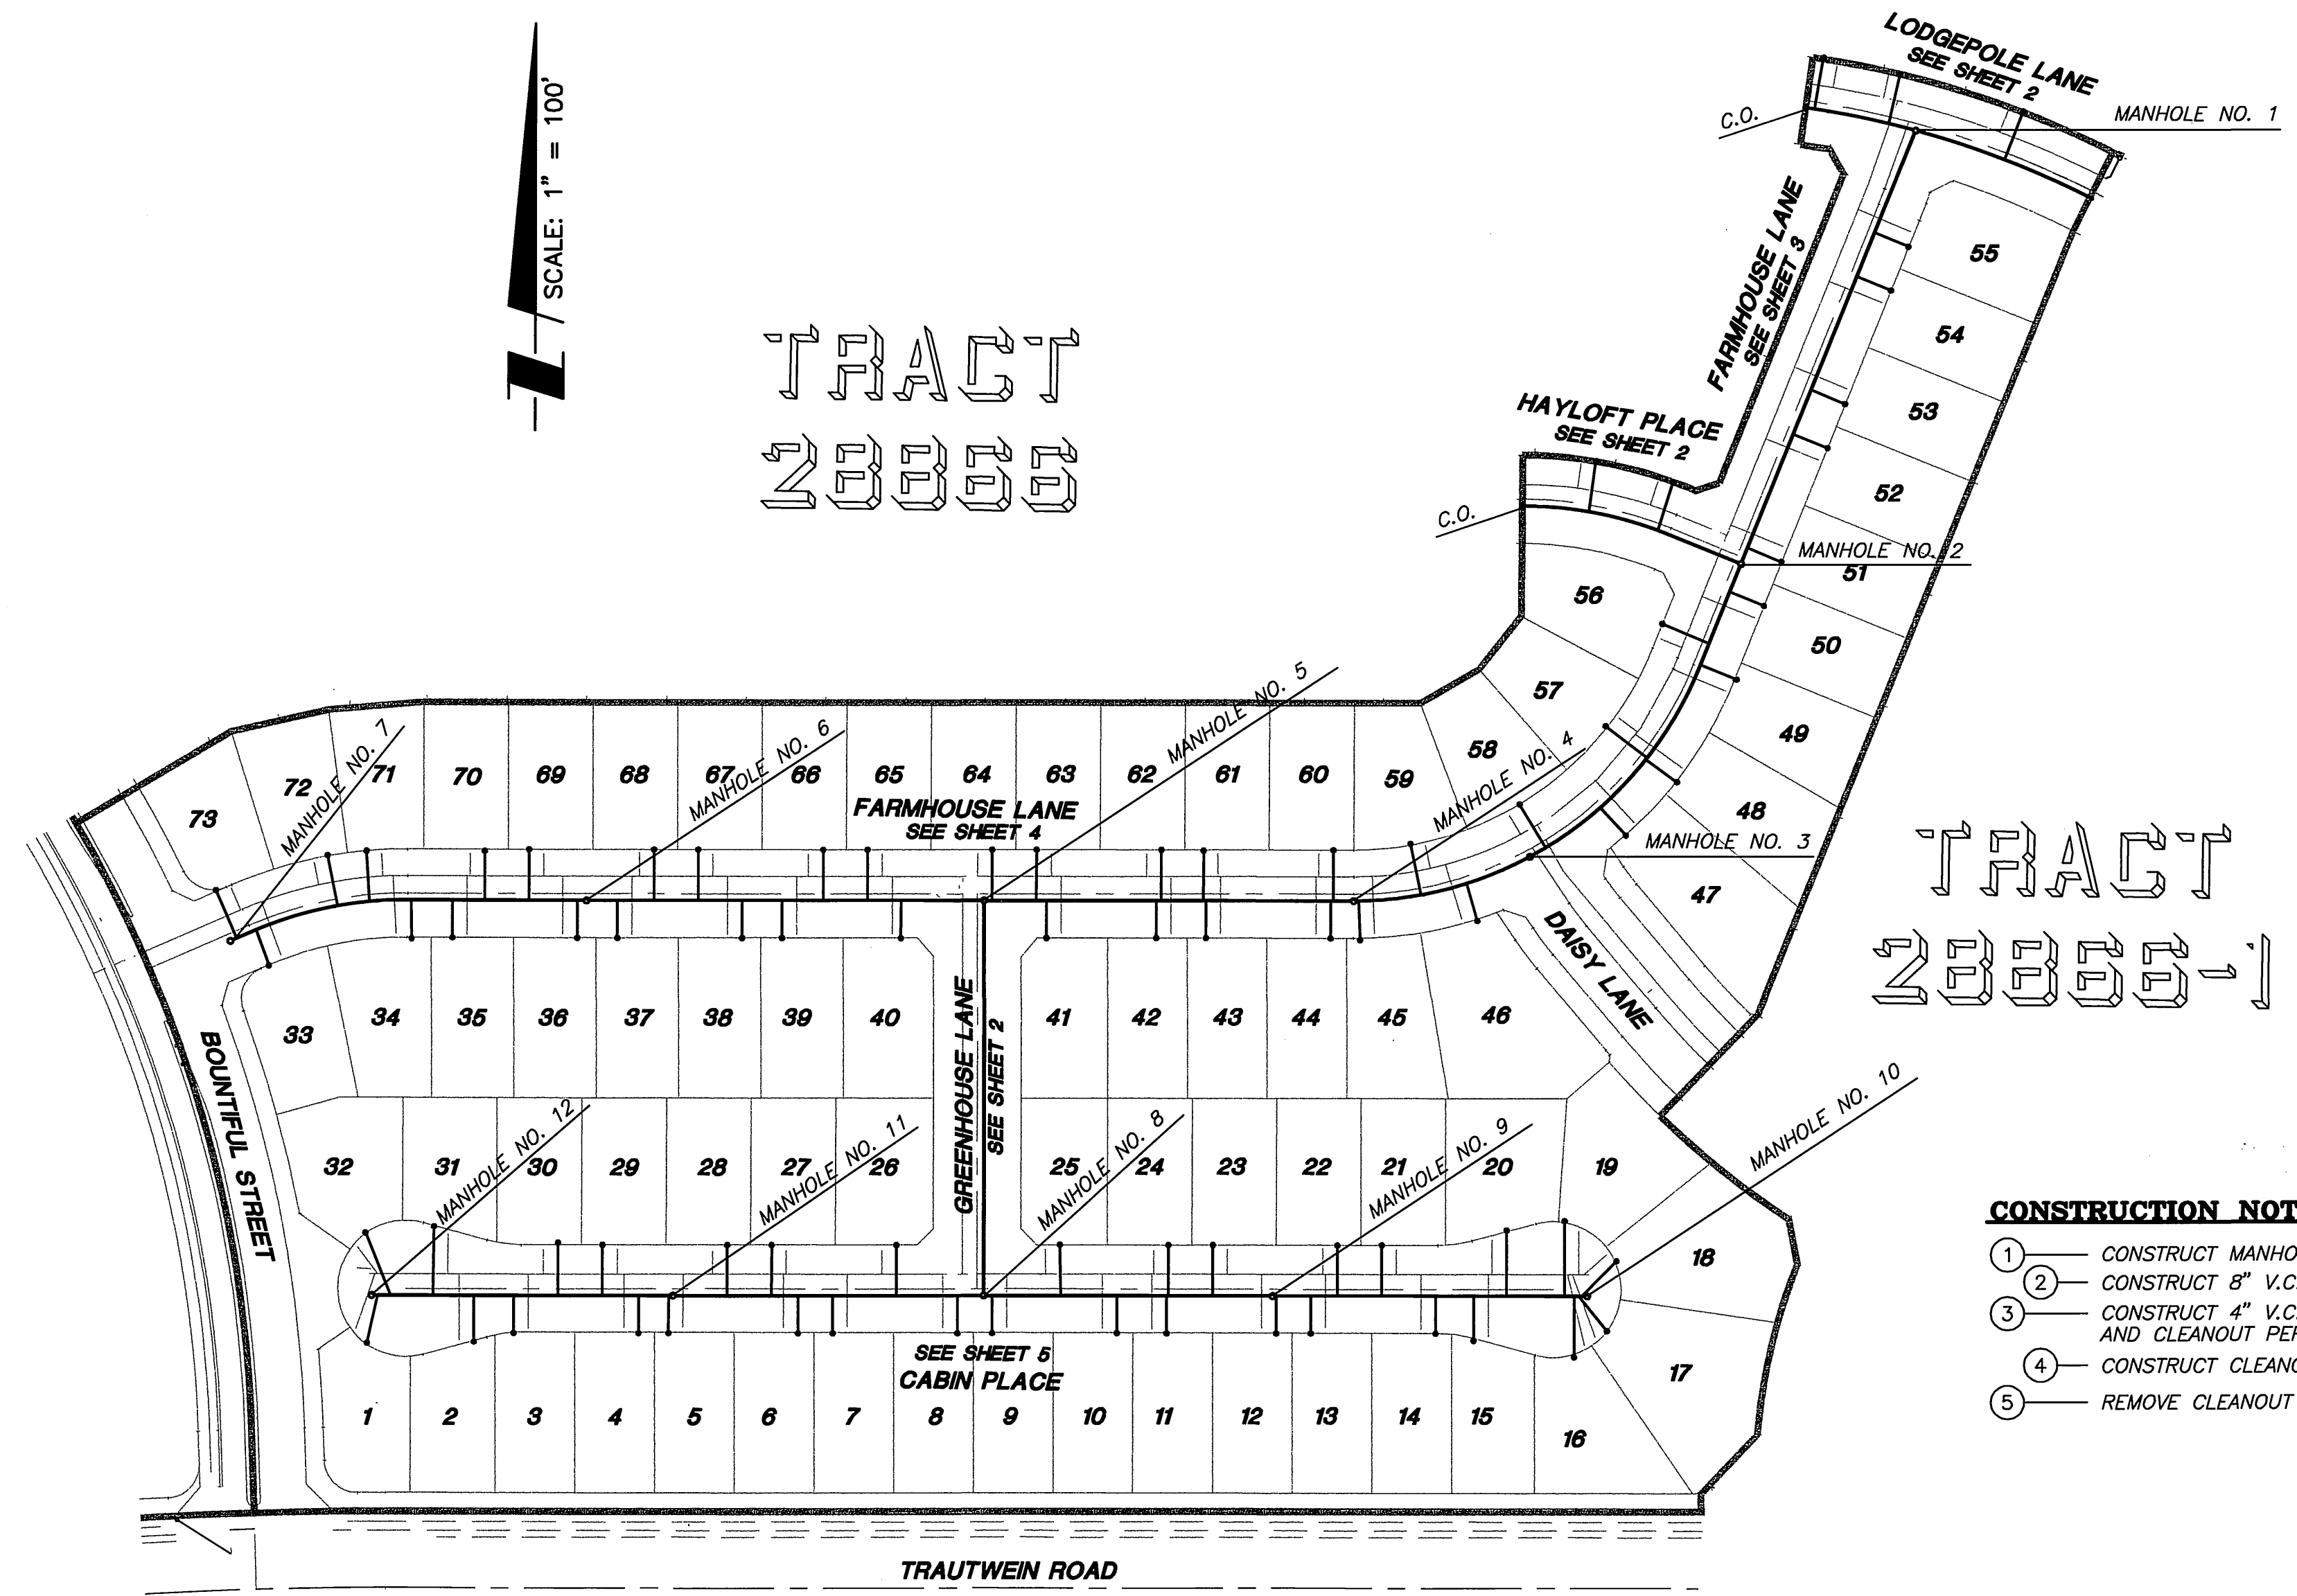 LODGEPOLE LANE
SEE SHEET 2
MANHOLE NO. 1
C.O.
SCALE: 1" = 100'
FARMHOUSE LANE
SEE SHEET 3
TRACT
28866
HAYLOFT PLACE
SEE SHEET 2
C.O.
MANHOLE NO. 2
55
54
53
52
51
50
49
48
47
56
57
58
59
MANHOLE NO. 7
MANHOLE NO. 6
MANHOLE NO. 5
MANHOLE NO. 4
MANHOLE NO. 3
73
72
71
70
69
68
67
66
65
64
63
62
61
60
FARMHOUSE LANE
SEE SHEET 4
TRACT
28866-1
DAISY LANE
33
34
35
36
37
38
39
40
41
42
43
44
45
46
BOUNTIFUL STREET
GREENHOUSE LANE
SEE SHEET 2
MANHOLE NO. 12
MANHOLE NO. 11
MANHOLE NO. 8
MANHOLE NO. 9
MANHOLE NO. 10
32
31
30
29
28
27
26
25
24
23
22
21
20
19
18
17
SEE SHEET 5
CABIN PLACE
1
2
3
4
5
6
7
8
9
10
11
12
13
14
15
16
TRAUTWEIN ROAD
CONSTRUCTION NOT
1 CONSTRUCT MANHO
2 CONSTRUCT 8" V.C.
3 CONSTRUCT 4" V.C.
AND CLEANOUT PER
4 CONSTRUCT CLEANO
5 REMOVE CLEANOUT